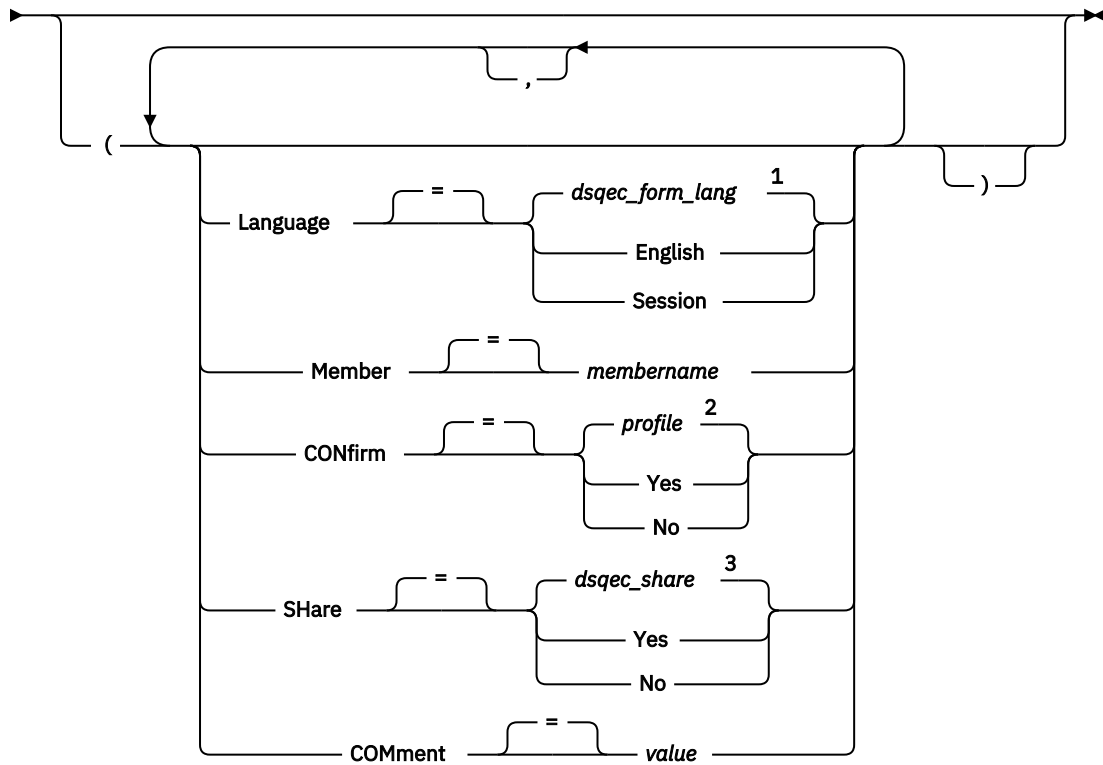 ,
( )
= dsqec_form_lang 1
Language
English
Session
=
Member membername
= profile 2
CONfirm
Yes
No
= dsqec_share 3
SHare
Yes
No
=
COMment value